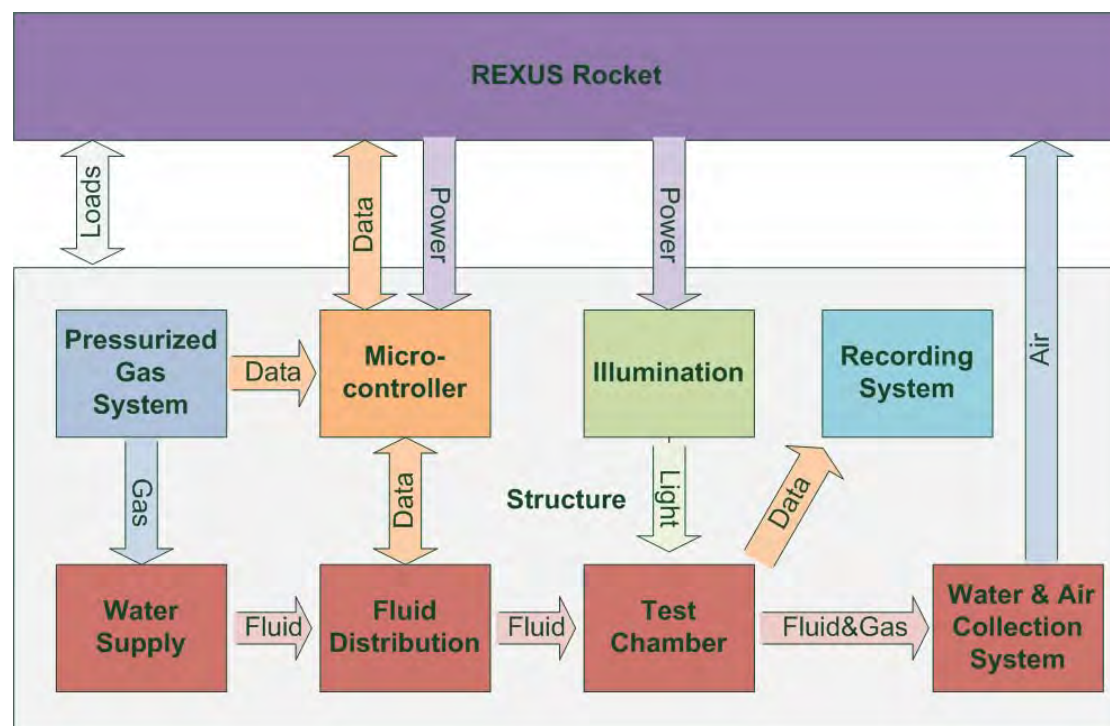 REXUS Rocket
Loads
Data
Power
Power
Air
Pressurized
Gas
System
Data
Micro-
controller
Illumination
Recording
System
Gas
Data
Structure
Light
Data
Water
Supply
Fluid
Fluid
Distribution
Fluid
Test
Chamber
Fluid&Gas
Water & Air
Collection
System